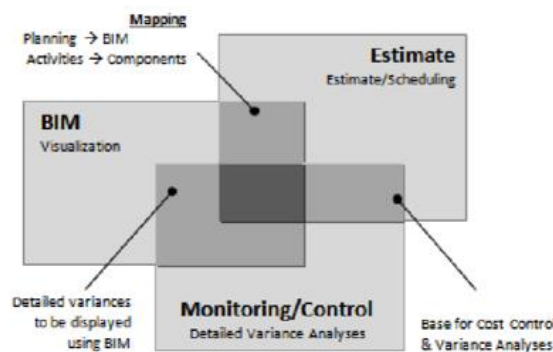 Mapping
Planning → BIM
Activities → Components
Estimate
Estimate/Scheduling
BIM
Visualization
Detailed variances
to be displayed
using BIM
Monitoring/Control
Detailed Variance Analyses
Base for Cost Control
& Variance Analyses